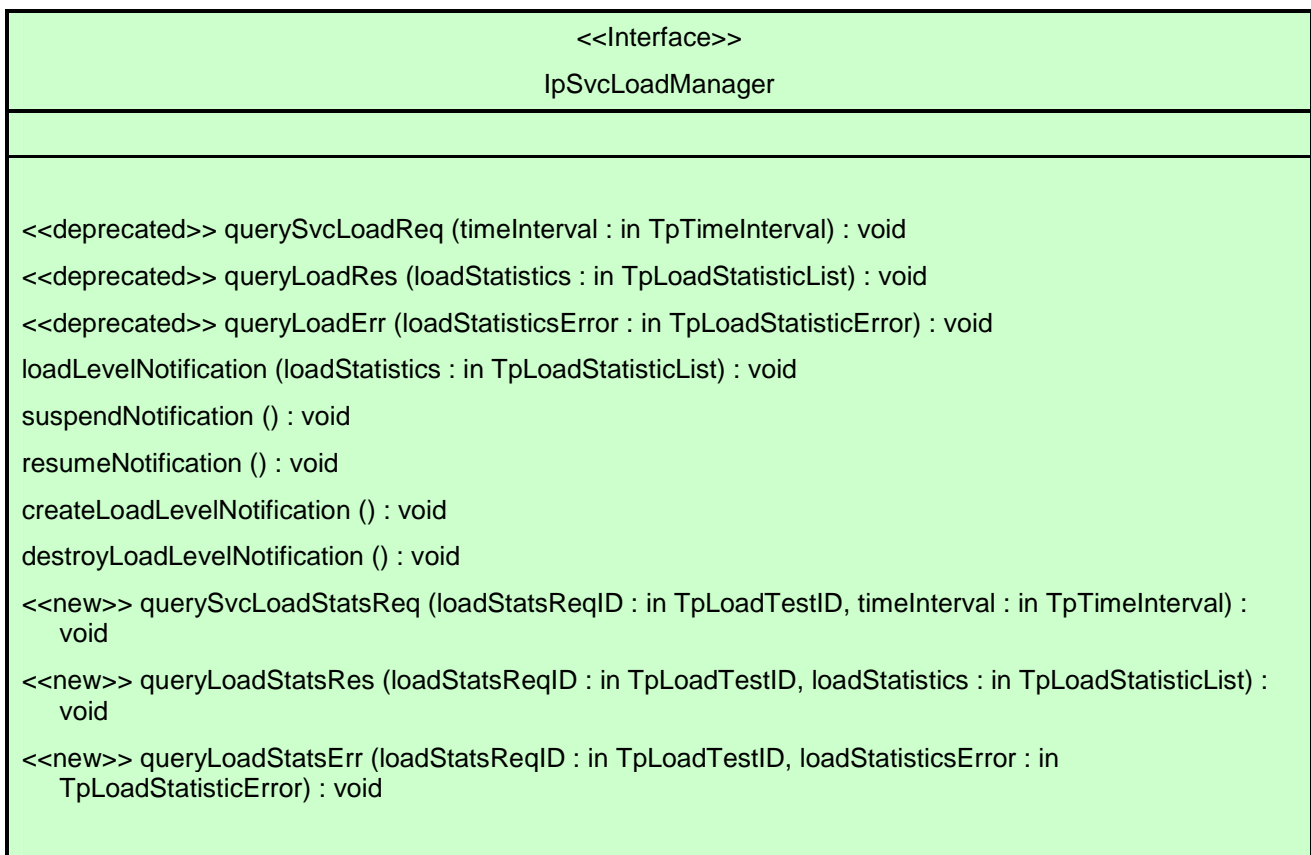 <<Interface>>
IpSvcLoadManager
<<deprecated>> querySvcLoadReq (timeInterval : in TpTimeInterval) : void
<<deprecated>> queryLoadRes (loadStatistics : in TpLoadStatisticList) : void
<<deprecated>> queryLoadErr (loadStatisticsError : in TpLoadStatisticError) : void
loadLevelNotification (loadStatistics : in TpLoadStatisticList) : void
suspendNotification () : void
resumeNotification () : void
createLoadLevelNotification () : void
destroyLoadLevelNotification () : void
<<new>> querySvcLoadStatsReq (loadStatsReqID : in TpLoadTestID, timeInterval : in TpTimeInterval) :
void
<<new>> queryLoadStatsRes (loadStatsReqID : in TpLoadTestID, loadStatistics : in TpLoadStatisticList) :
void
<<new>> queryLoadStatsErr (loadStatsReqID : in TpLoadTestID, loadStatisticsError : in
TpLoadStatisticError) : void